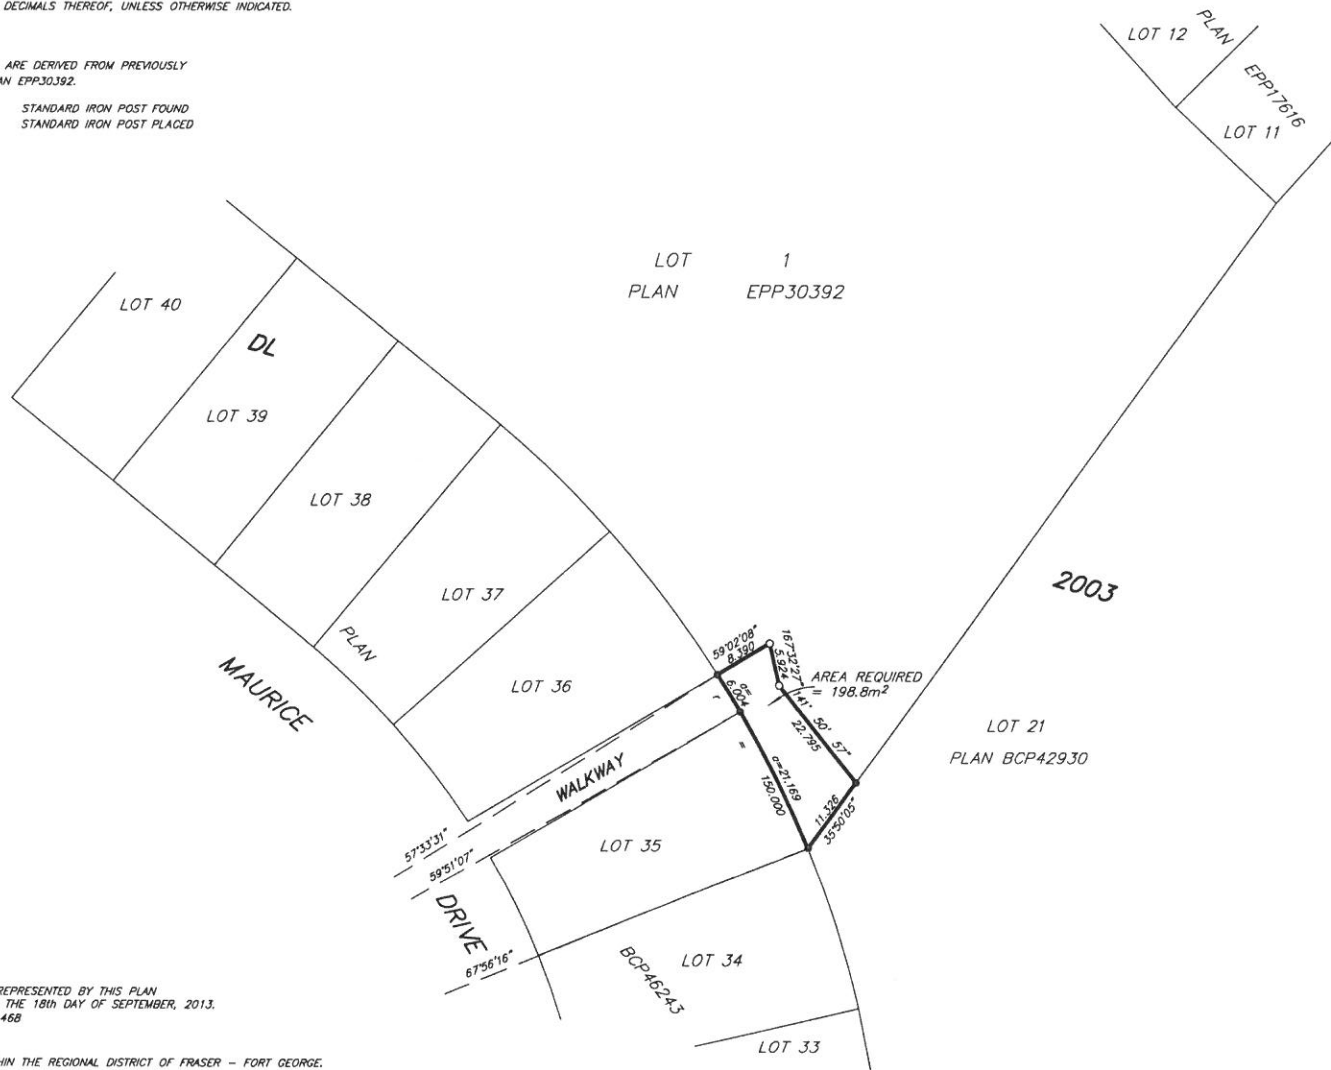 DECIMALS THEREOF, UNLESS OTHERWISE INDICATED.
ARE DERIVED FROM PREVIOUSLY
AN EPP30392.
STANDARD IRON POST FOUND
STANDARD IRON POST PLACED
LOT 12
PLAN
EPP17616
LOT 11
LOT 1
PLAN EPP30392
LOT 40
DL
LOT 39
LOT 38
LOT 37
PLAN
MAURICE
LOT 36
2003
59°02'08"
8.390
167°32'27"
5.924
a=
6.004
r
=
AREA REQUIRED
= 198.8m²
141° 50' 57"
22.795
a=21.169
150.000
11.326
35°50'05"
LOT 21
PLAN BCP42930
WALKWAY
57°33'31"
59°51'07"
LOT 35
DRIVE
67°56'16"
BCP46243
LOT 34
LOT 33
REPRESENTED BY THIS PLAN
THE 18th DAY OF SEPTEMBER, 2013.
468
HIN THE REGIONAL DISTRICT OF FRASER – FORT GEORGE.